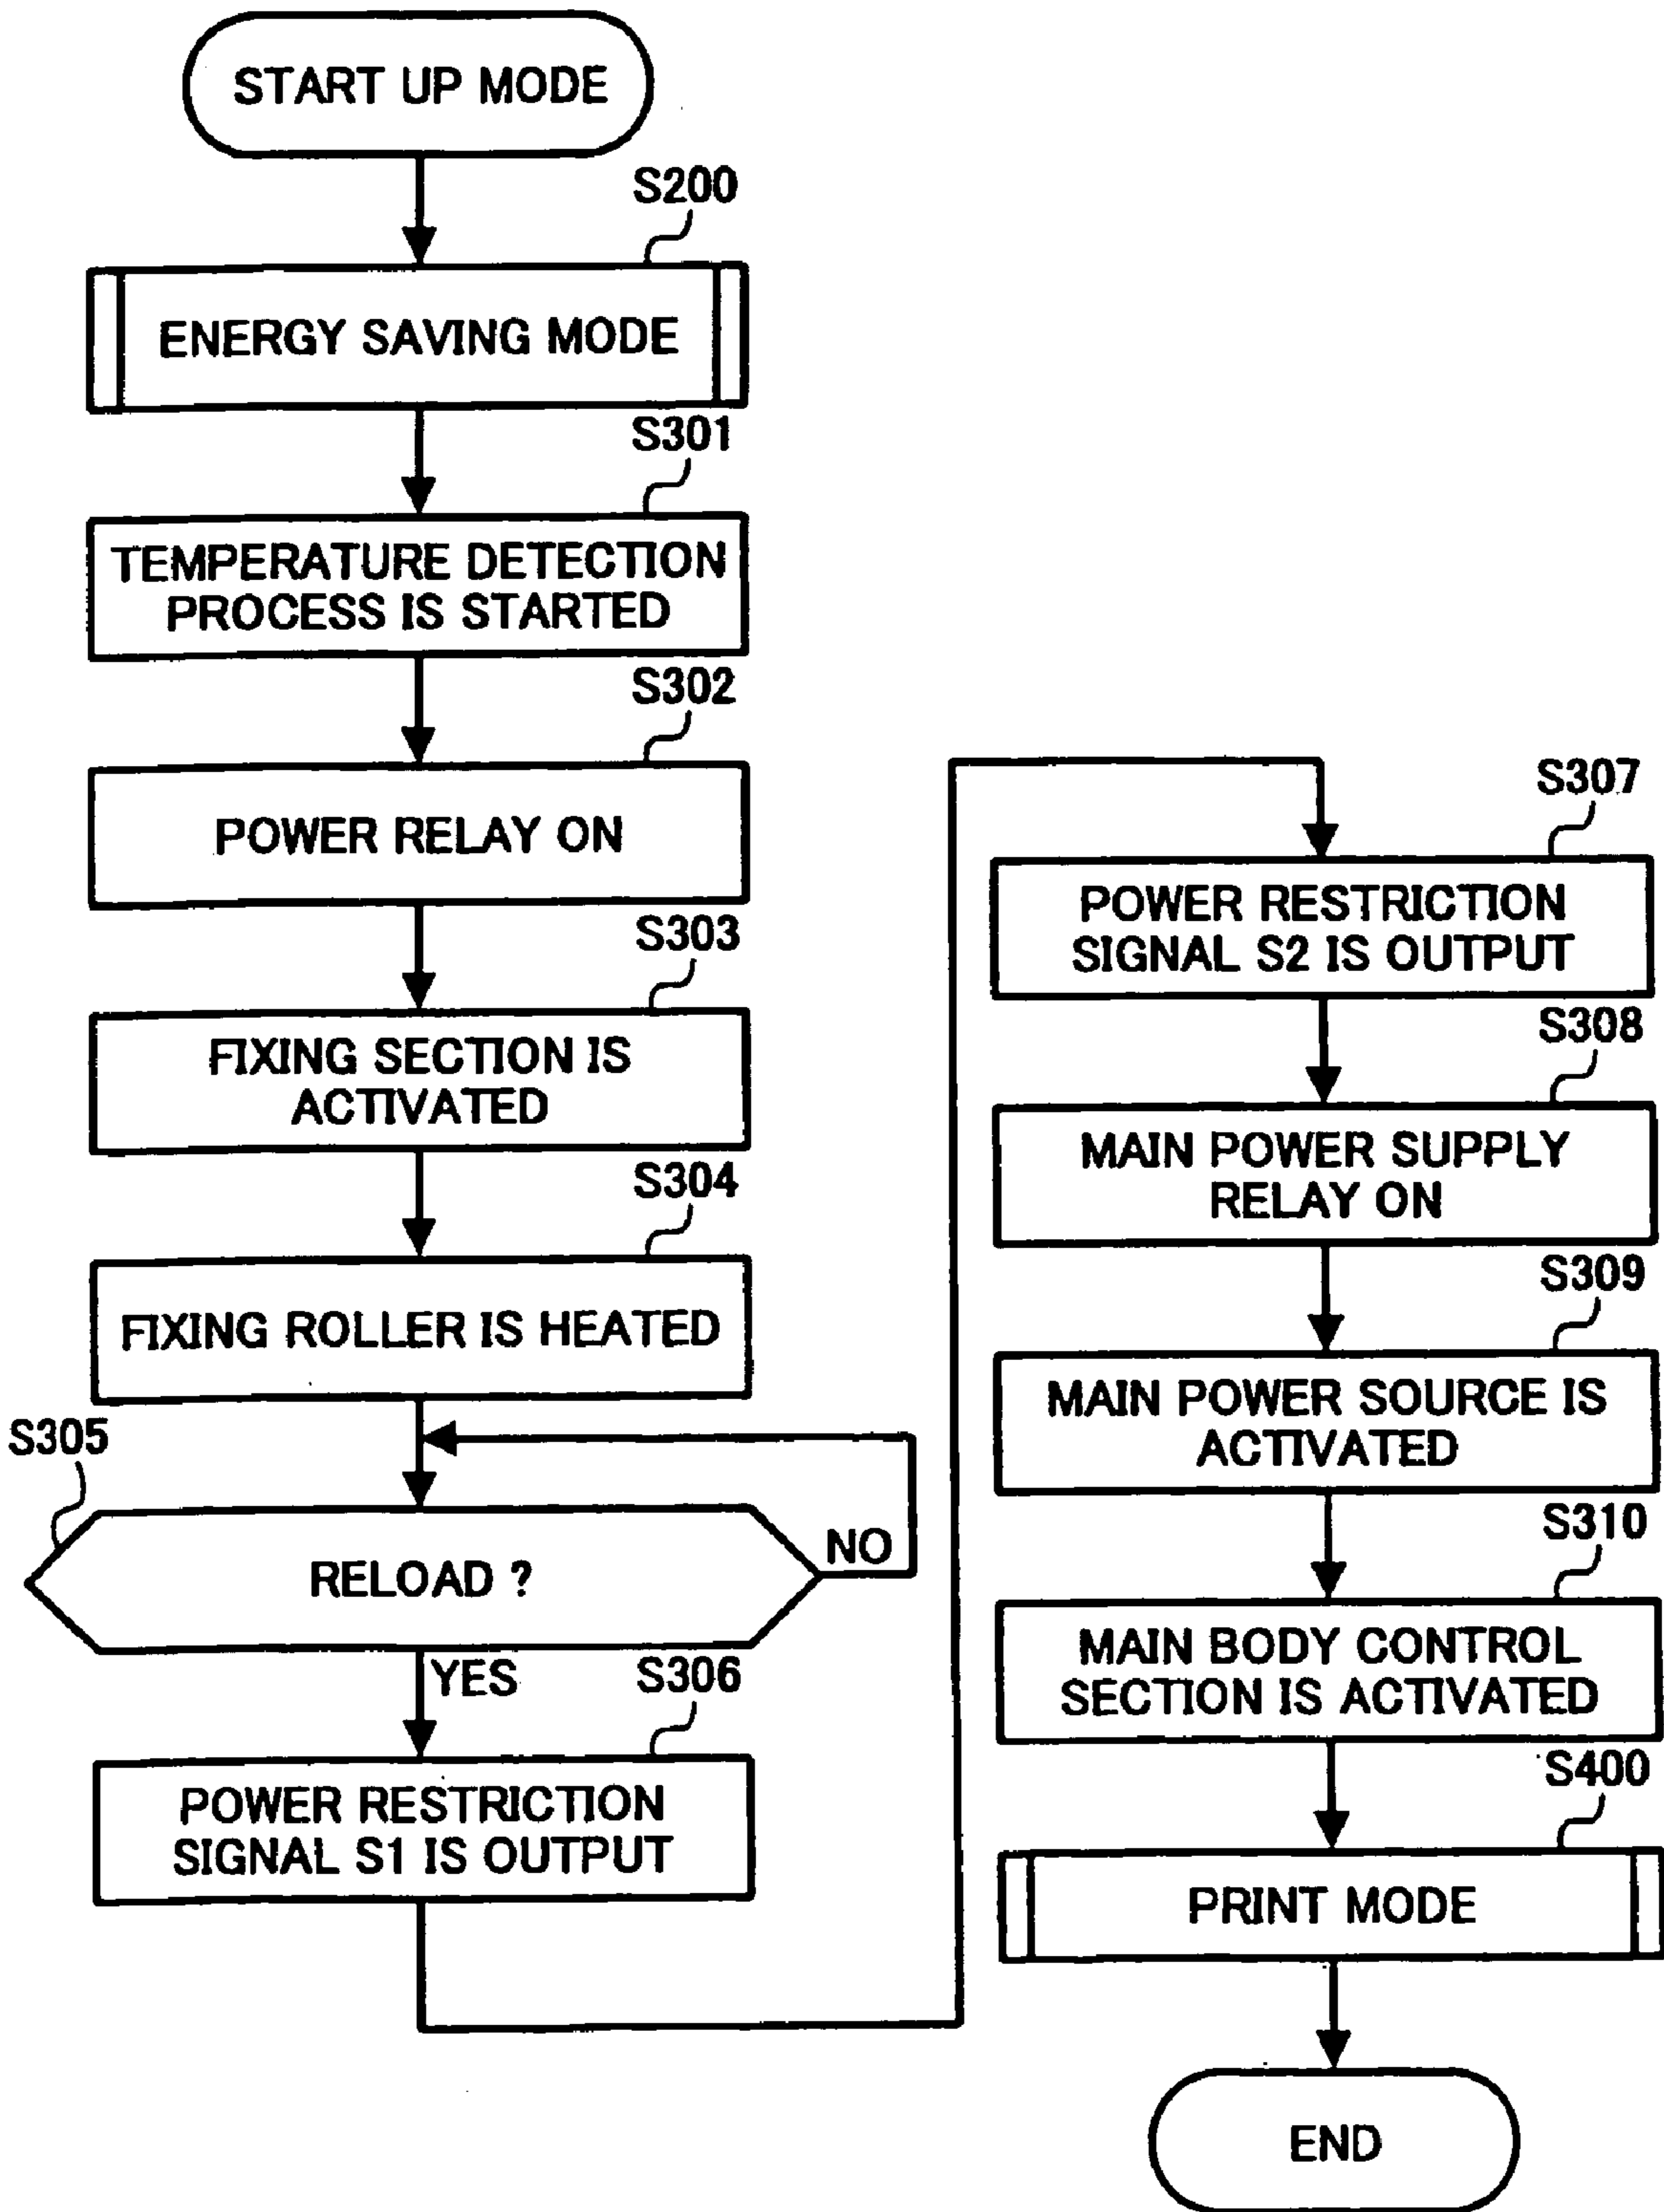 START UP MODE
S200
ENERGY SAVING MODE
S301
TEMPERATURE DETECTION
PROCESS IS STARTED
S302
POWER RELAY ON
S303
FIXING SECTION IS
ACTIVATED
S304
FIXING ROLLER IS HEATED
S305
RELOAD ?
NO
YES
S306
POWER RESTRICTION
SIGNAL S1 IS OUTPUT
S307
POWER RESTRICTION
SIGNAL S2 IS OUTPUT
S308
MAIN POWER SUPPLY
RELAY ON
S309
MAIN POWER SOURCE IS
ACTIVATED
S310
MAIN BODY CONTROL
SECTION IS ACTIVATED
S400
PRINT MODE
END